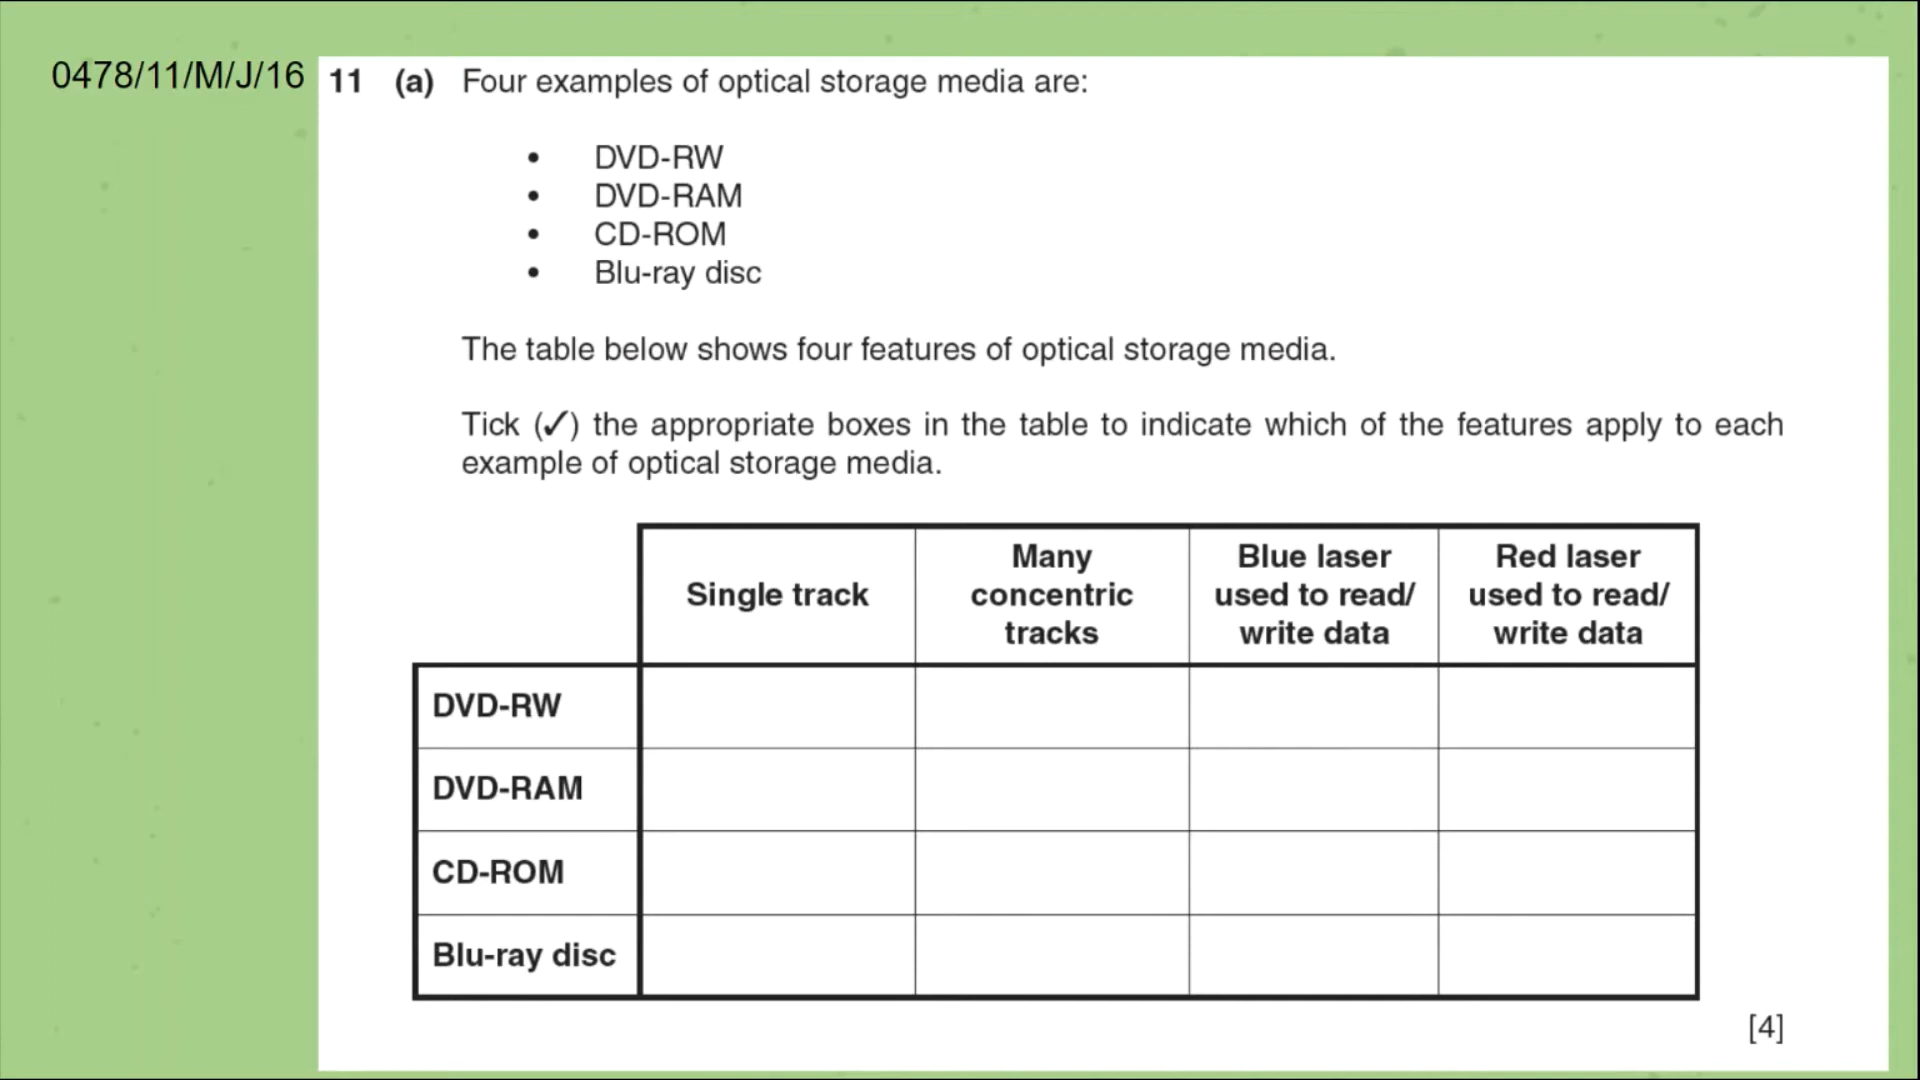 0478/11/M/J/16
11 (a) Four examples of optical storage media are:
• DVD-RW
• DVD-RAM
• CD-ROM
• Blu-ray disc
The table below shows four features of optical storage media.
Tick (✓) the appropriate boxes in the table to indicate which of the features apply to each
example of optical storage media.
Single track
Many
concentric
tracks
Blue laser
used to read/
write data
Red laser
used to read/
write data
DVD-RW
DVD-RAM
CD-ROM
Blu-ray disc
[4]